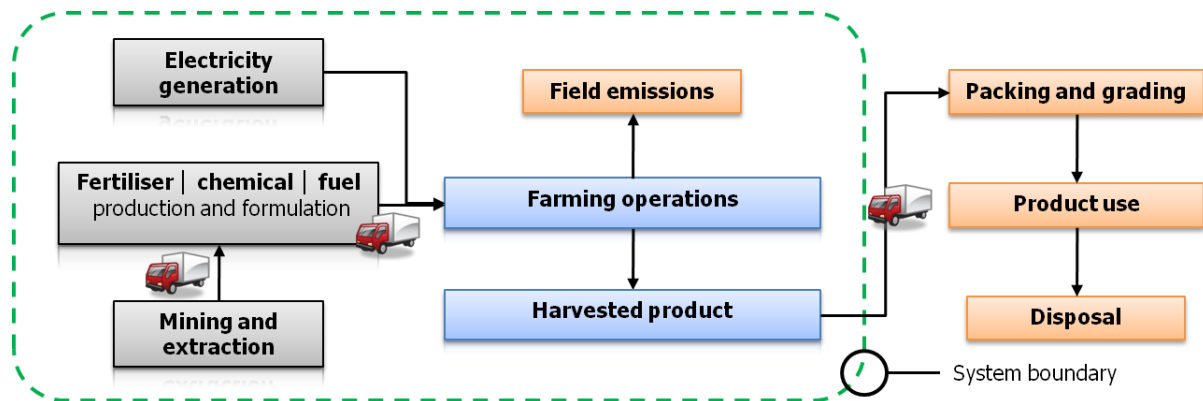 Electricity
generation
Field emissions
Packing and grading
Fertiliser | chemical | fuel
production and formulation
Farming operations
Product use
Mining and
extraction
Harvested product
Disposal
System boundary